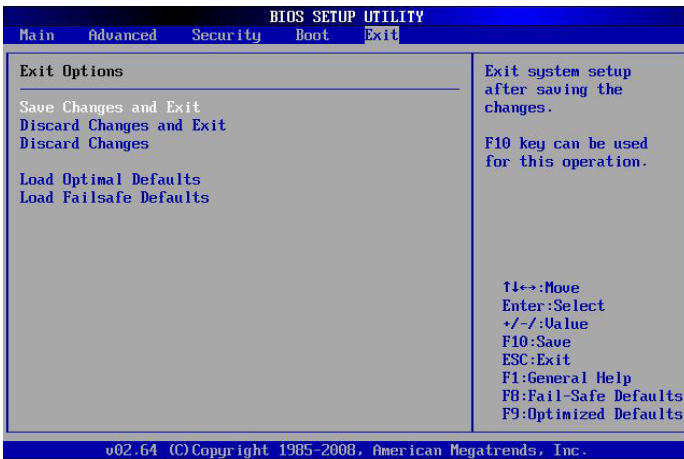 BIOS SETUP UTILITY
Main Advanced Security Boot Exit
Exit Options
Save Changes and Exit
Discard Changes and Exit
Discard Changes
Load Optimal Defaults
Load Failsafe Defaults
Exit system setup
after saving the
changes.
F10 key can be used
for this operation.
↑↓↔:Move
Enter:Select
+/-/:Value
F10:Save
ESC:Exit
F1:General Help
F8:Fail-Safe Defaults
F9:Optimized Defaults
v02.64 (C)Copyright 1985-2008, American Megatrends, Inc.